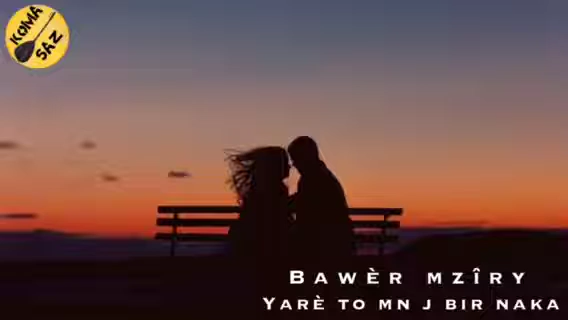 KOMA
SAZ
BAWÈR MZÎRY
YARÈ TO MN J BIR NAKA